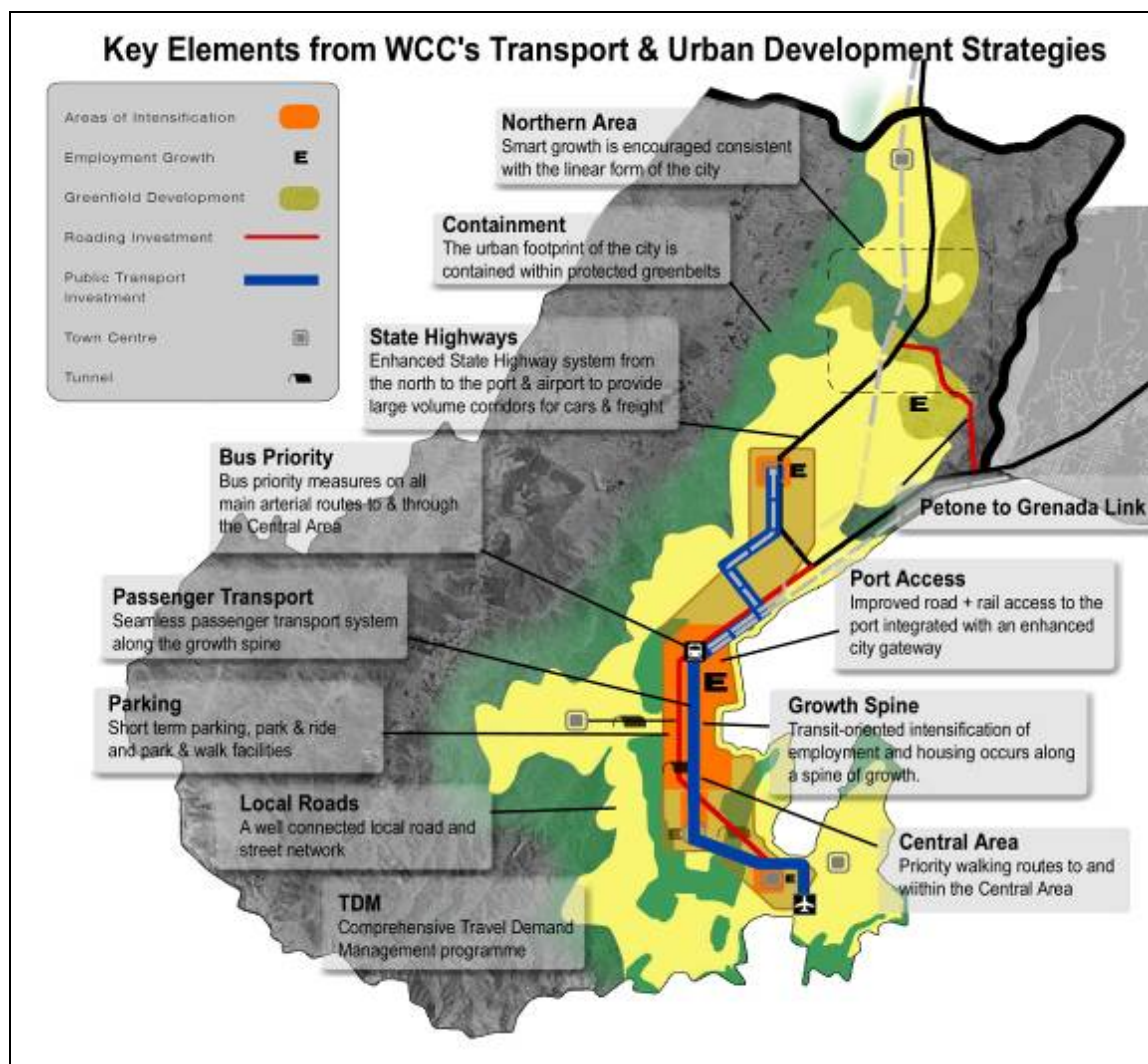 Key Elements from WCC's Transport & Urban Development Strategies
Areas of Intensification
Employment Growth
E
Greenfield Development
Roading Investment
Public Transport
Investment
Town Centre
Tunnel
Northern Area
Smart growth is encouraged consistent
with the linear form of the city
Containment
The urban footprint of the city is
contained within protected greenbelts
State Highways
Enhanced State Highway system from
the north to the port & airport to provide
large volume corridors for cars & freight
E
Bus Priority
Bus priority measures on all
main arterial routes to & through
the Central Area
E
Petone to Grenada Link
Passenger Transport
Seamless passenger transport system
along the growth spine
Port Access
Improved road + rail access to the
port integrated with an enhanced
city gateway
E
Parking
Short term parking, park & ride
and park & walk facilities
Growth Spine
Transit-oriented intensification of
employment and housing occurs along
a spine of growth.
Local Roads
A well connected local road and
street network
E
Central Area
Priority walking routes to and
wiithin the Central Area
E
TDM
Comprehensive Travel Demand
Management programme